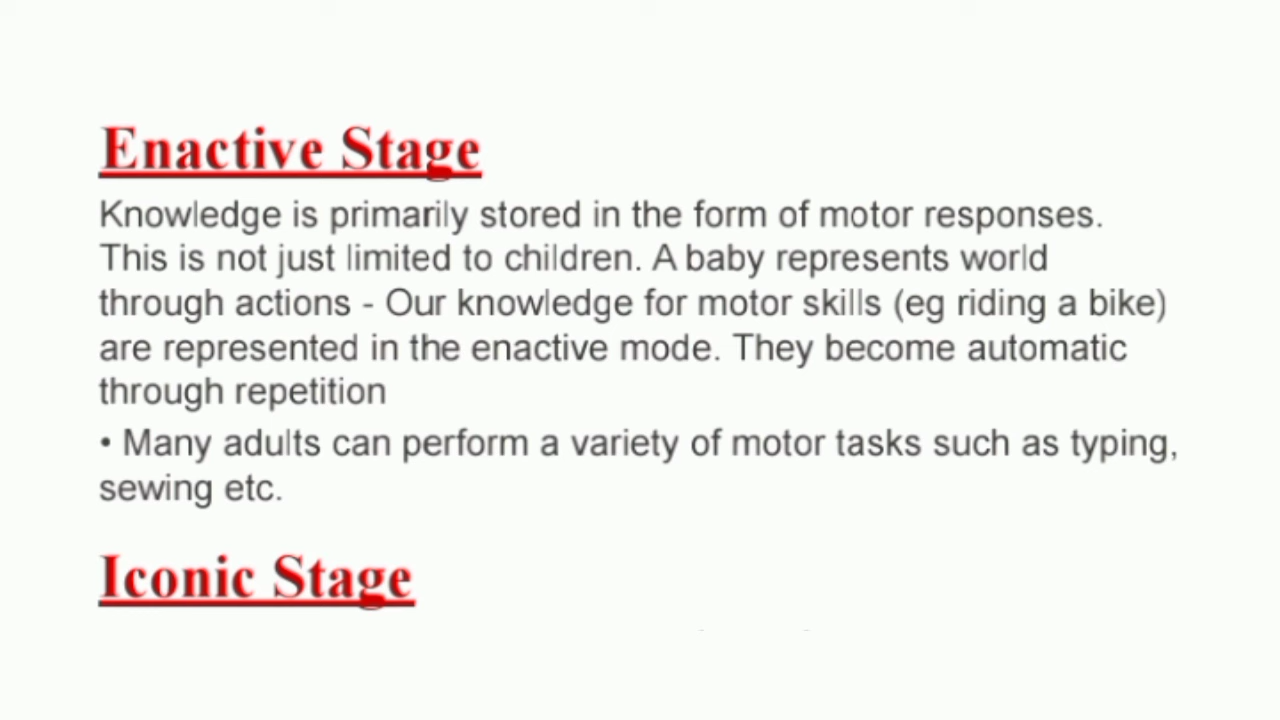 Enactive Stage
Knowledge is primarily stored in the form of motor responses.
This is not just limited to children. A baby represents world
through actions - Our knowledge for motor skills (eg riding a bike)
are represented in the enactive mode. They become automatic
through repetition
• Many adults can perform a variety of motor tasks such as typing,
sewing etc.
Iconic Stage